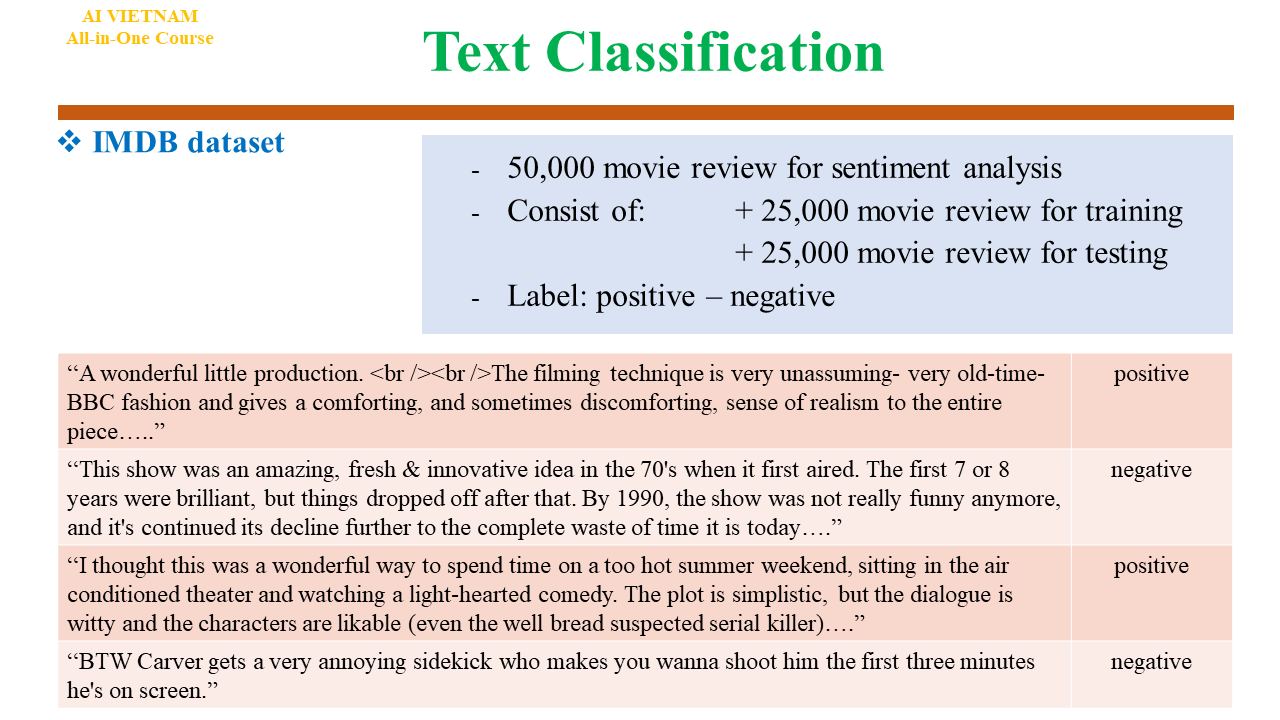 AI VIETNAM
All-in-One Course
Text Classification
❖ IMDB dataset
- 50,000 movie review for sentiment analysis
- Consist of: + 25,000 movie review for training
+ 25,000 movie review for testing
- Label: positive – negative
“A wonderful little production. <br /><br />The filming technique is very unassuming- very old-time-
BBC fashion and gives a comforting, and sometimes discomforting, sense of realism to the entire
piece…..”
positive
“This show was an amazing, fresh & innovative idea in the 70's when it first aired. The first 7 or 8
years were brilliant, but things dropped off after that. By 1990, the show was not really funny anymore,
and it's continued its decline further to the complete waste of time it is today….”
negative
“I thought this was a wonderful way to spend time on a too hot summer weekend, sitting in the air
conditioned theater and watching a light-hearted comedy. The plot is simplistic, but the dialogue is
witty and the characters are likable (even the well bread suspected serial killer)….”
positive
“BTW Carver gets a very annoying sidekick who makes you wanna shoot him the first three minutes
he's on screen.”
negative